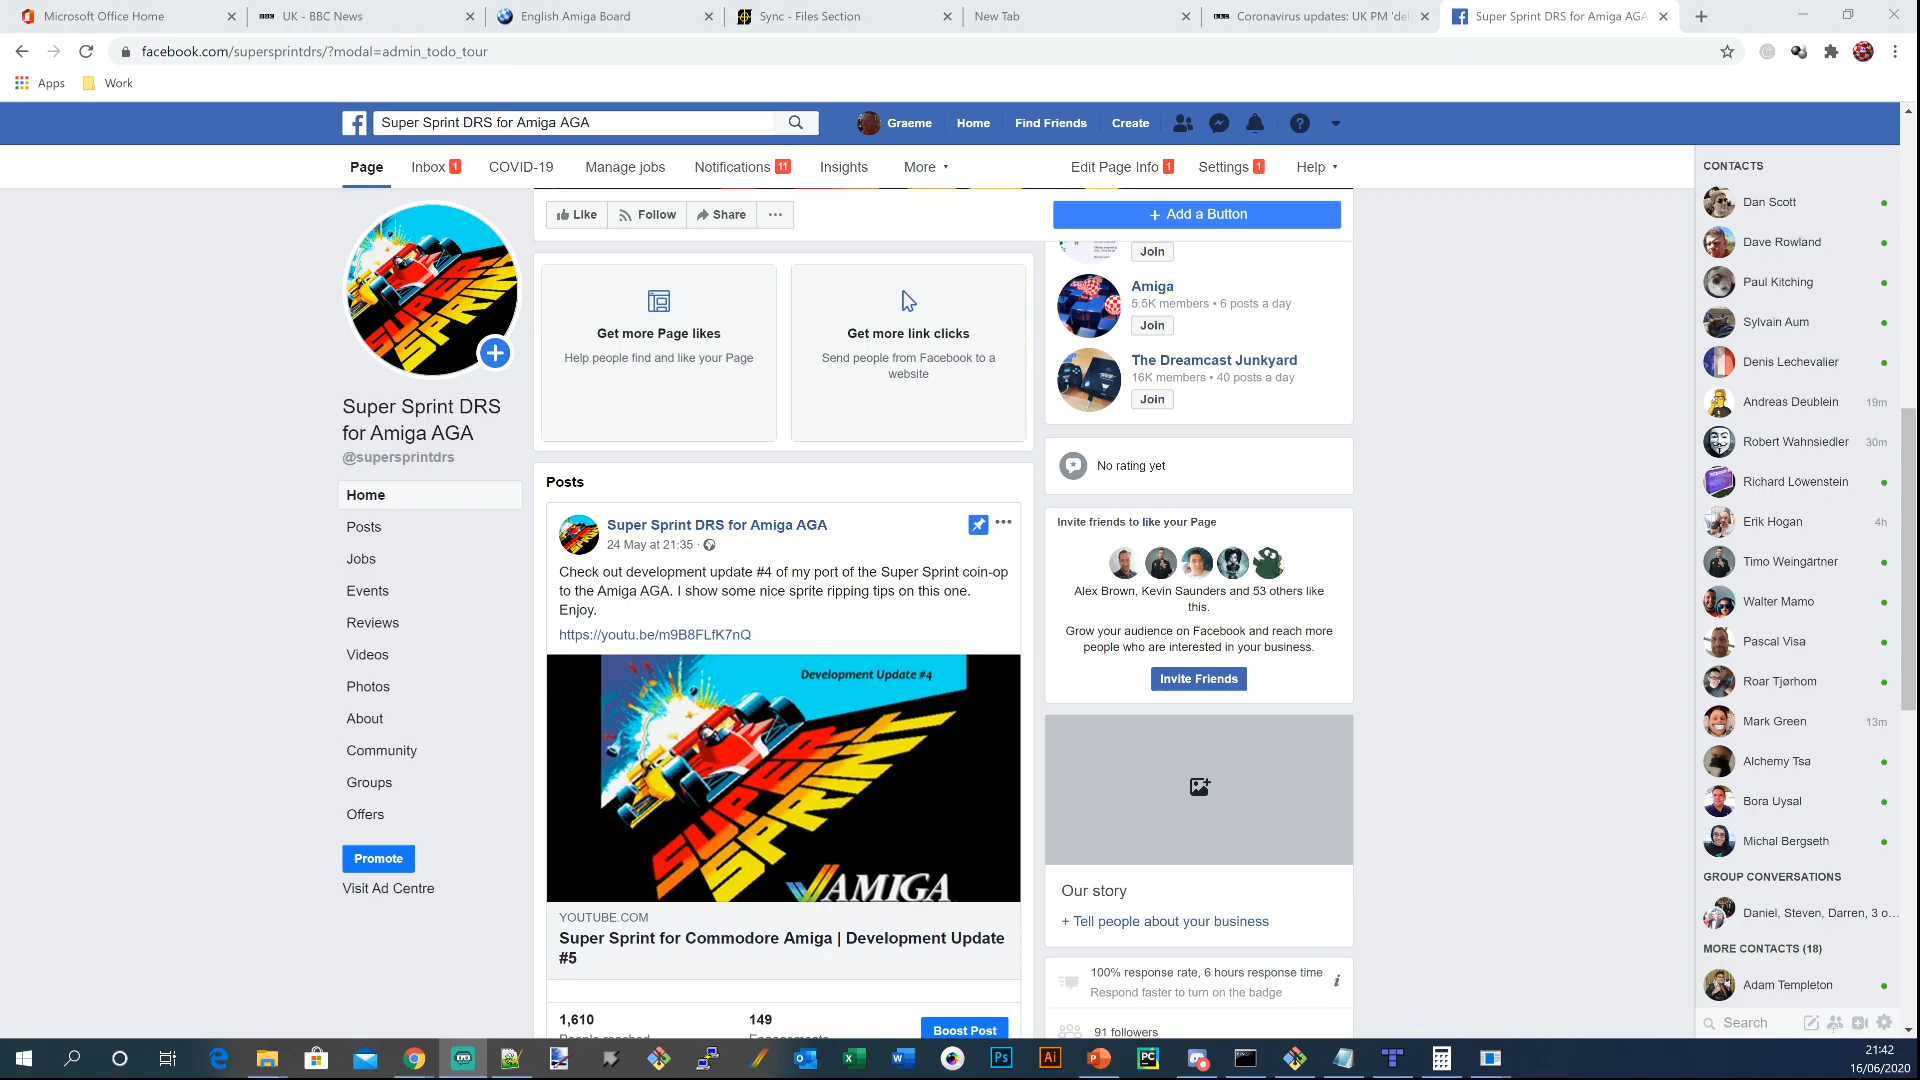 Microsoft Office Home
UK - BBC News
English Amiga Board
Sync - Files Section
New Tab
Coronavirus updates: UK PM 'del
Super Sprint DRS for Amiga AGA
facebook.com/supersprintdrs/?modal=admin_todo_tour
Apps
Work
Super Sprint DRS for Amiga AGA
Graeme
Home
Find Friends
Create
Page
Inbox 1
COVID-19
Manage jobs
Notifications 11
Insights
More
Edit Page Info 1
Settings 1
Help
Like
Follow
Share
+ Add a Button
SUPER
SPRINT
Super Sprint DRS
for Amiga AGA
@supersprintdrs
Home
Posts
Jobs
Events
Reviews
Videos
Photos
About
Community
Groups
Offers
Promote
Visit Ad Centre
Get more Page likes
Help people find and like your Page
Get more link clicks
Send people from Facebook to a
website
Posts
Super Sprint DRS for Amiga AGA
24 May at 21:35
Check out development update #4 of my port of the Super Sprint coin-op
to the Amiga AGA. I show some nice sprite ripping tips on this one.
Enjoy.
https://youtu.be/m9B8FLfK7nQ
Development Update #4
SUPER
SPRINT
AMIGA
YOUTUBE.COM
Super Sprint for Commodore Amiga | Development Update
#5
1,610
People reached
149
Engagements
Boost Post
Join
Amiga
5.5K members • 6 posts a day
Join
The Dreamcast Junkyard
16K members • 40 posts a day
Join
No rating yet
Invite friends to like your Page
Alex Brown, Kevin Saunders and 53 others like
this.
Grow your audience on Facebook and reach more
people who are interested in your business.
Invite Friends
Our story
+ Tell people about your business
100% response rate, 6 hours response time
Respond faster to turn on the badge
91 followers
CONTACTS
Dan Scott
Dave Rowland
Paul Kitching
Sylvain Aum
Denis Lechevalier
Andreas Deublein 19m
Robert Wahnsiedler 30m
Richard Löwenstein
Erik Hogan 4h
Timo Weingärtner
Walter Mamo
Pascal Visa
Roar Tjørhom
Mark Green 13m
Alchemy Tsa
Bora Uysal
Michal Bergseth
GROUP CONVERSATIONS
Daniel, Steven, Darren, 3 o...
MORE CONTACTS (18)
Adam Templeton
Search
21:42
16/06/2020